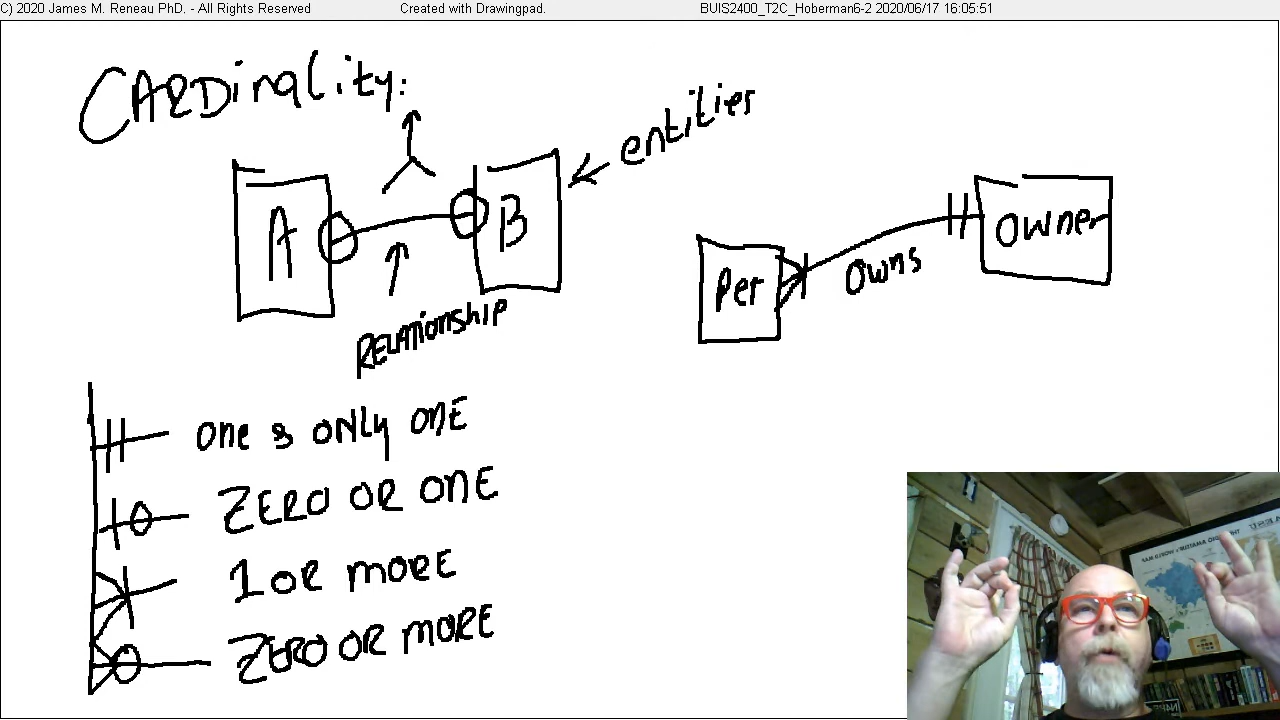 (C) 2020 James M. Reneau PhD. - All Rights Reserved
Created with Drawingpad.
BUIS2400_T2C_Hoberman6-2 2020/06/17 16:05:51
CARDinality:
entities
A
B
RELATIONSHIP
Pet
Owns
Owner
one & ONLY ONE
ZERO OR ONE
1 OR MORE
ZERO OR MORE